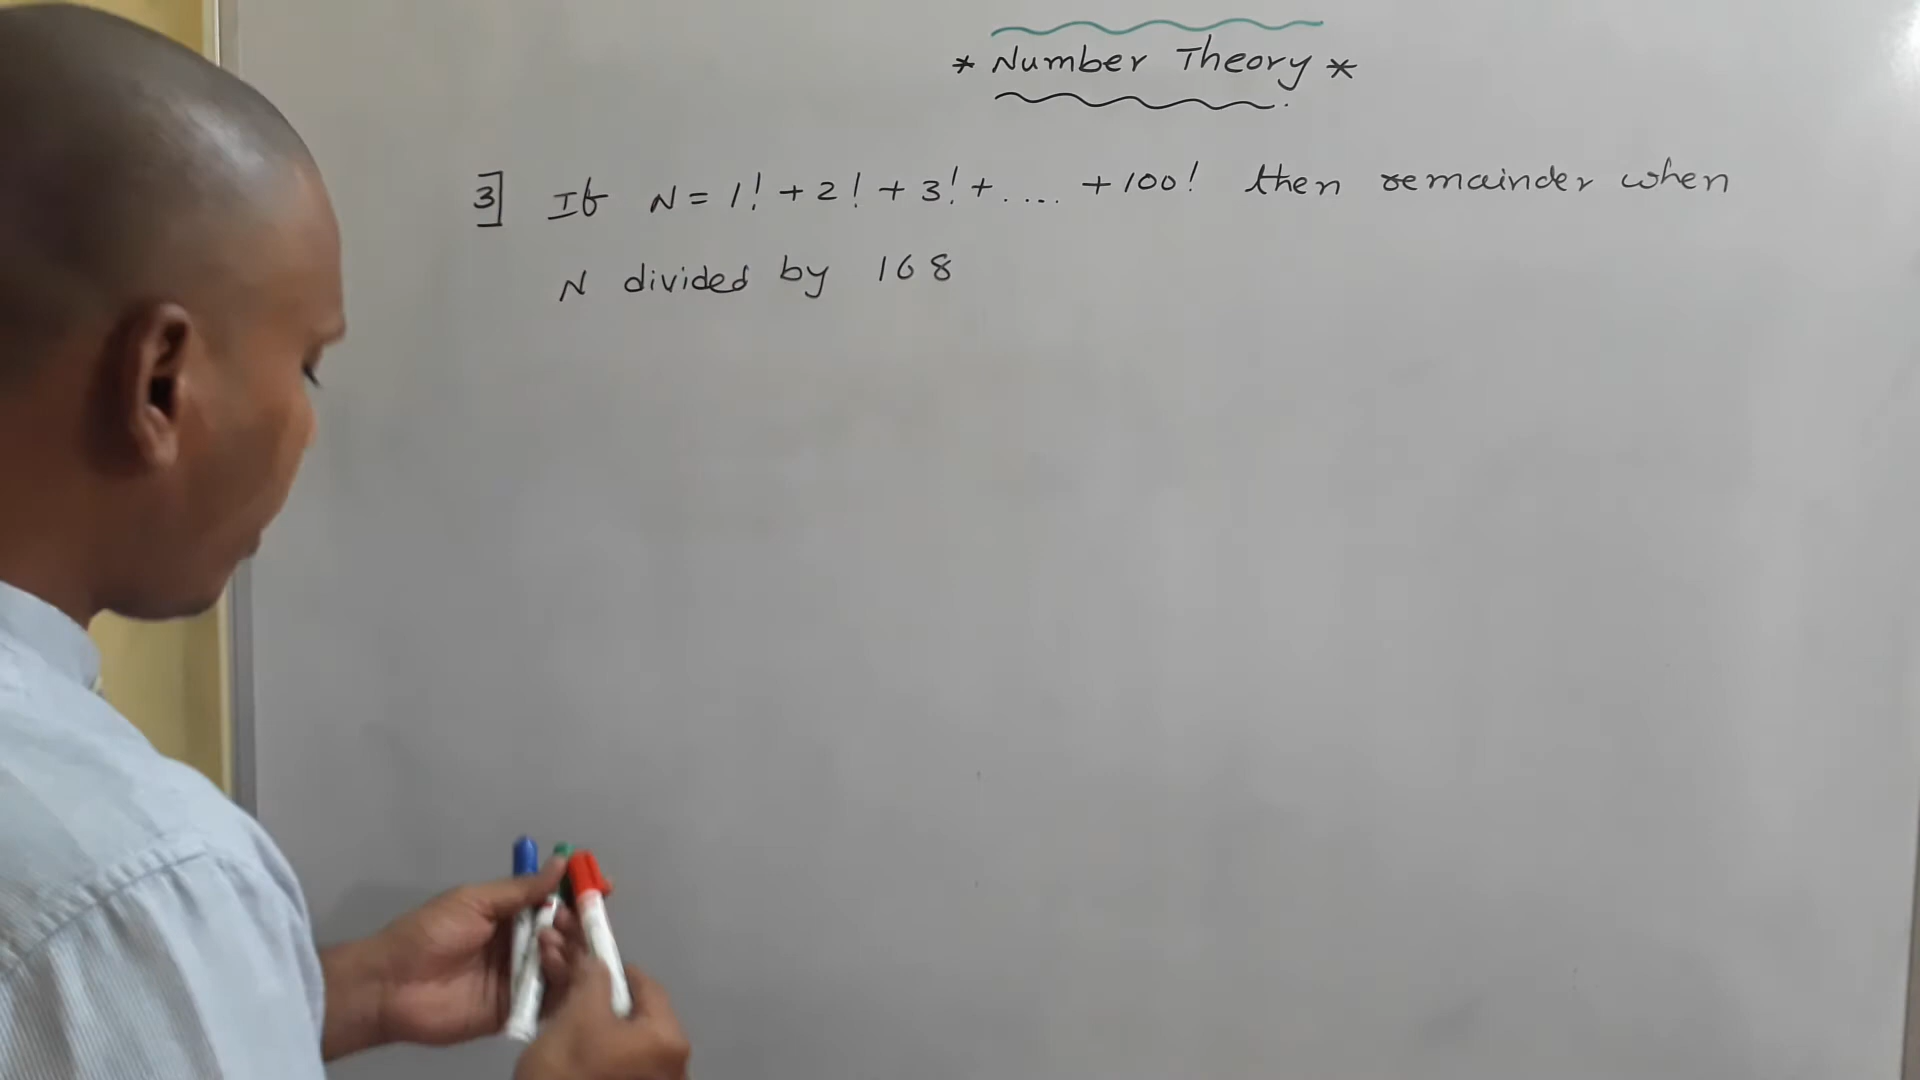 * Number Theory *
3] If N = 1! + 2! + 3! + .... + 100! then remainder when
N divided by 168